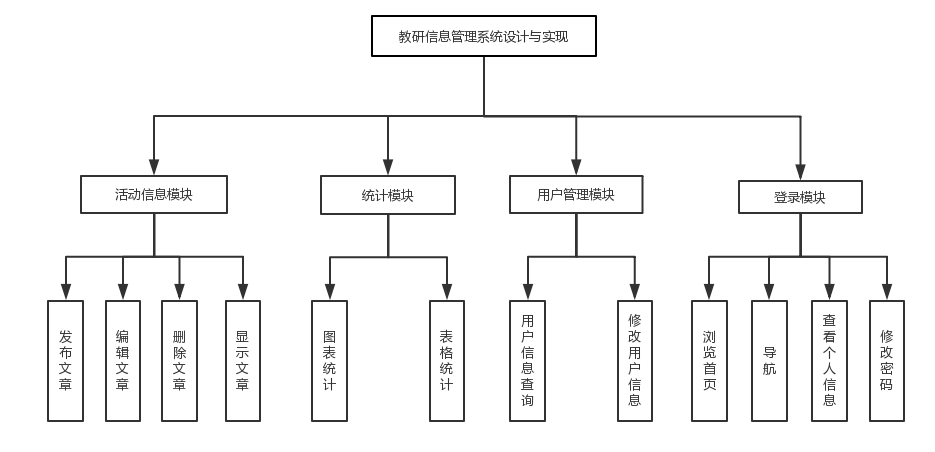 教研信息管理系统设计与实现
活动信息模块
统计模块
用户管理模块
登录模块
发布文章
编辑文章
删除文章
显示文章
图表统计
表格统计
用户信息查询
修改用户信息
浏览首页
导航
查看个人信息
修改密码